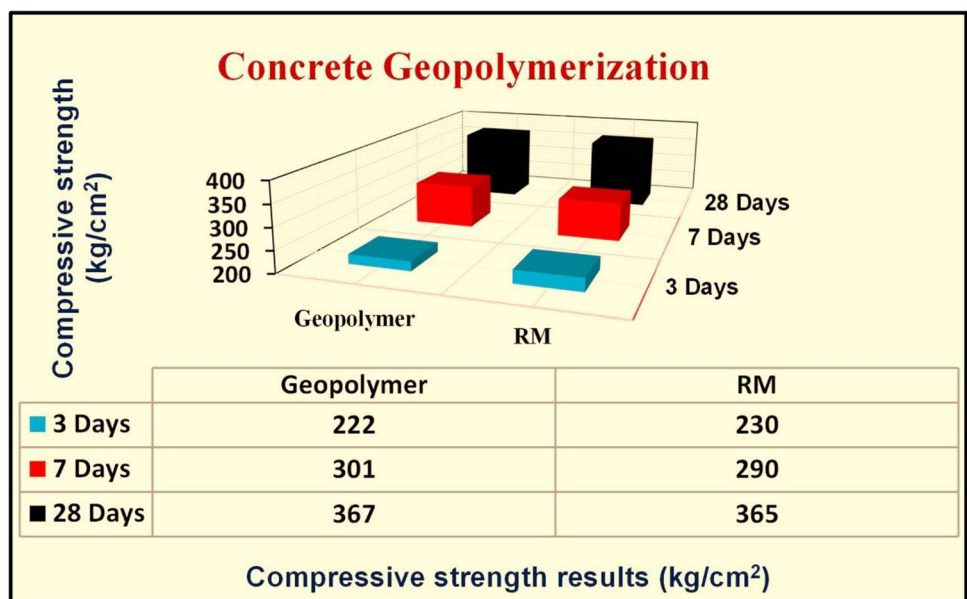 Concrete Geopolymerization
Compressive strength
(kg/cm²)
400
350
300
250
200
28 Days
7 Days
3 Days
Geopolymer
RM
Geopolymer RM
3 Days 222 230
7 Days 301 290
28 Days 367 365
Compressive strength results (kg/cm²)